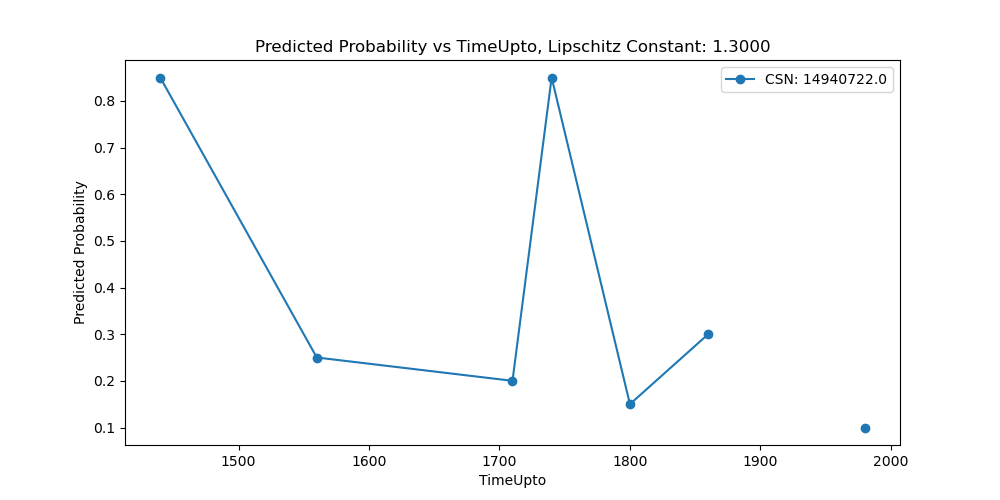 Predicted Probability vs TimeUpto, Lipschitz Constant: 1.3000
CSN: 14940722.0
Predicted Probability
0.8
0.7
0.6
0.5
0.4
0.3
0.2
0.1
1500 1600 1700 1800 1900 2000
TimeUpto